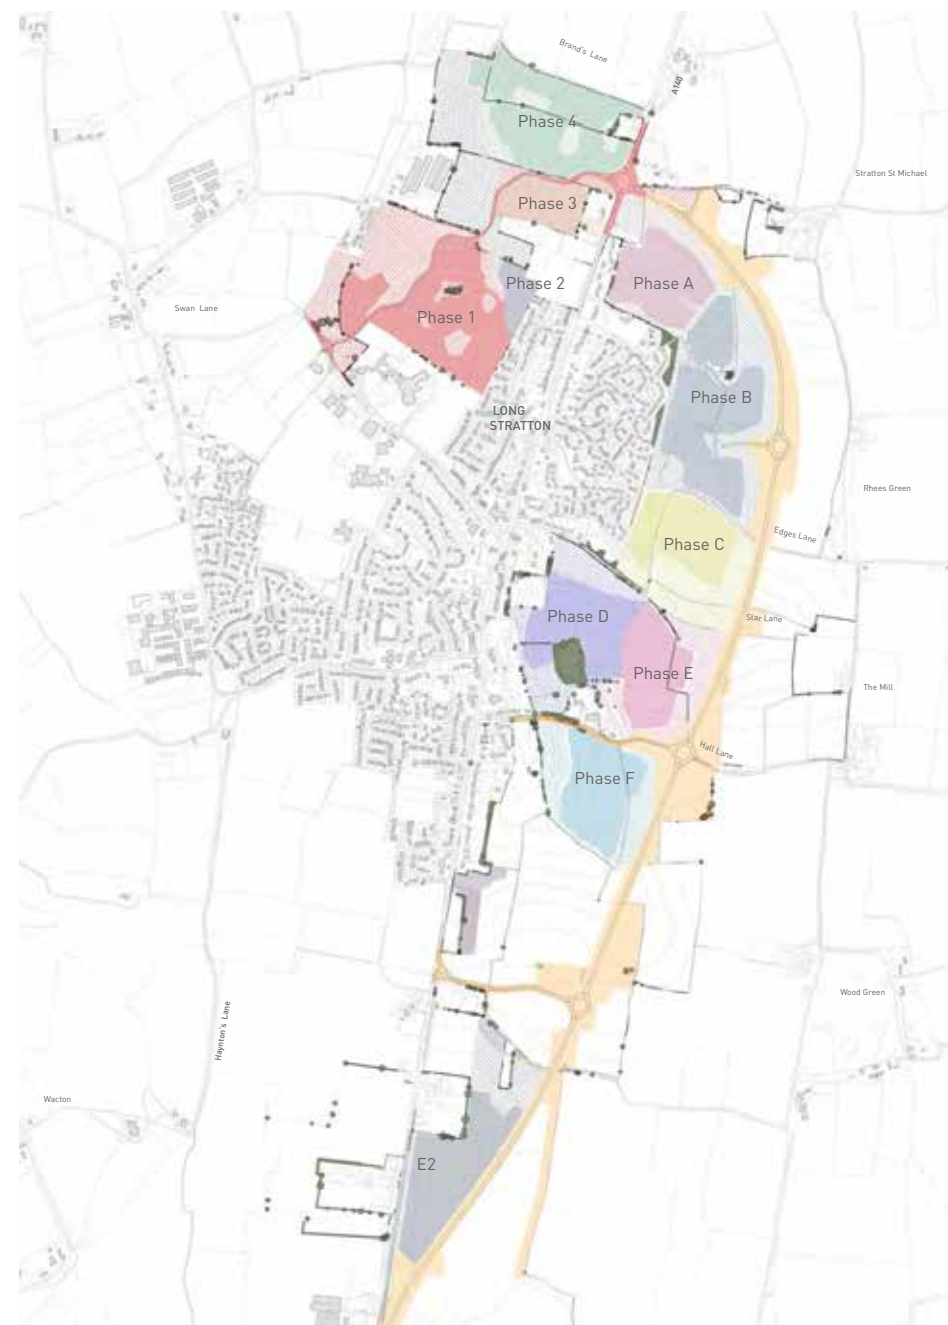 Brand's Lane
A140
Phase 4
Stratton St Michael
Phase 3
Phase A
Phase 2
Swan Lane
Phase 1
Phase B
LONG
STRATTON
Rhees Green
Edges Lane
Phase C
Phase D
Star Lane
Phase E
The Mill
Hall Lane
Phase F
Wood Green
Haynton's Lane
Wacton
E2